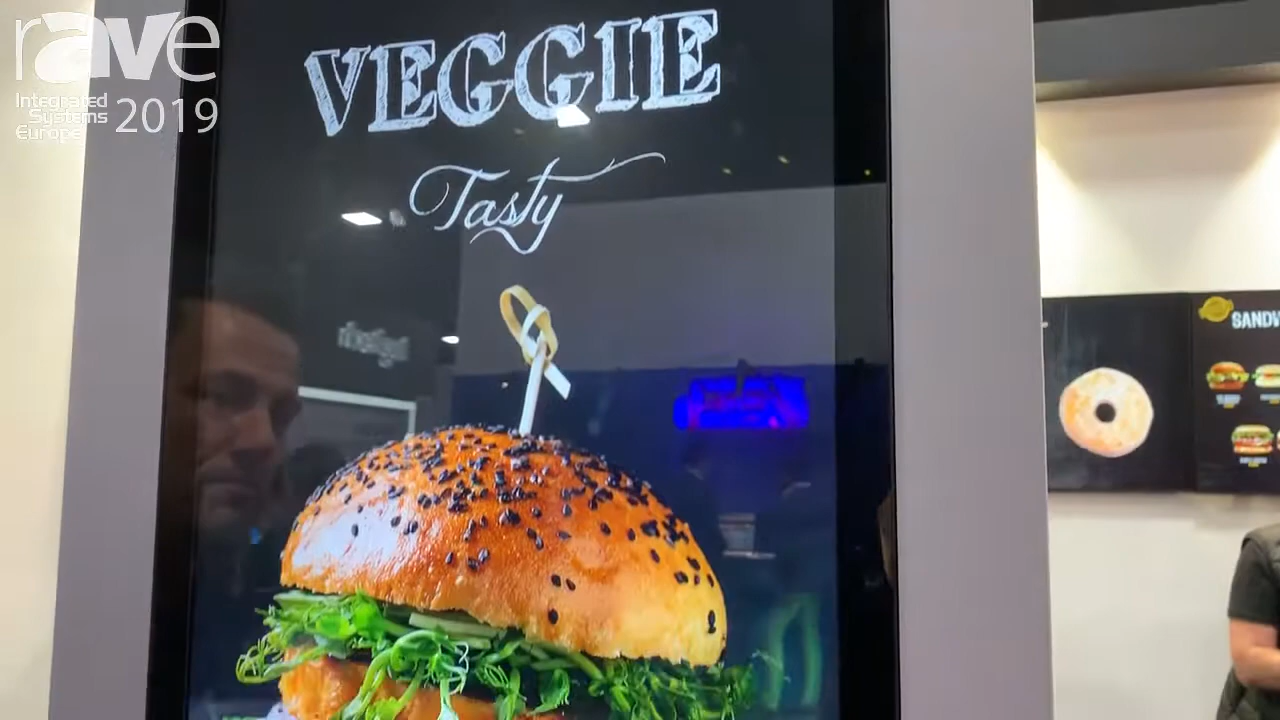 rAVe
Integrated
Systems
Europe
2019
VEGGIE
Tasty
SANDW